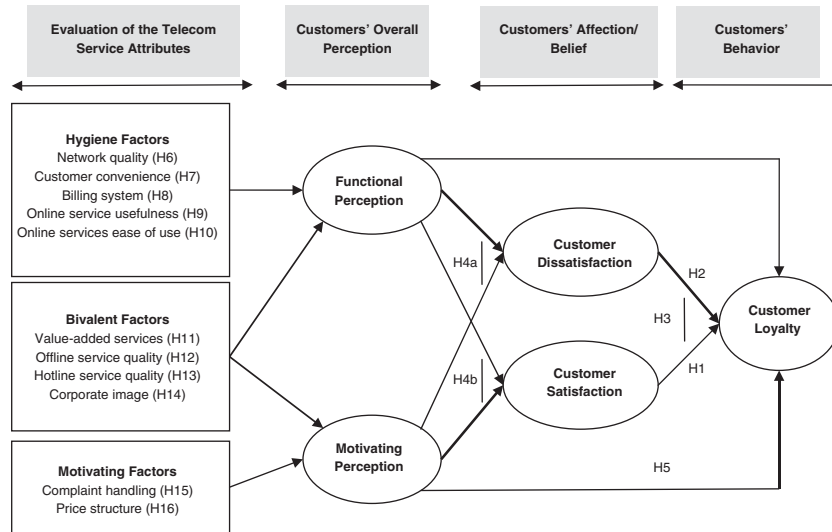 Evaluation of the Telecom
Service Attributes
Customers' Overall
Perception
Customers' Affection/
Belief
Customers'
Behavior
Hygiene Factors
Network quality (H6)
Customer convenience (H7)
Billing system (H8)
Online service usefulness (H9)
Online services ease of use (H10)
Bivalent Factors
Value-added services (H11)
Offline service quality (H12)
Hotline service quality (H13)
Corporate image (H14)
Motivating Factors
Complaint handling (H15)
Price structure (H16)
Functional
Perception
Motivating
Perception
H4a
H4b
Customer
Dissatisfaction
Customer
Satisfaction
H2
H3
H1
H5
Customer
Loyalty